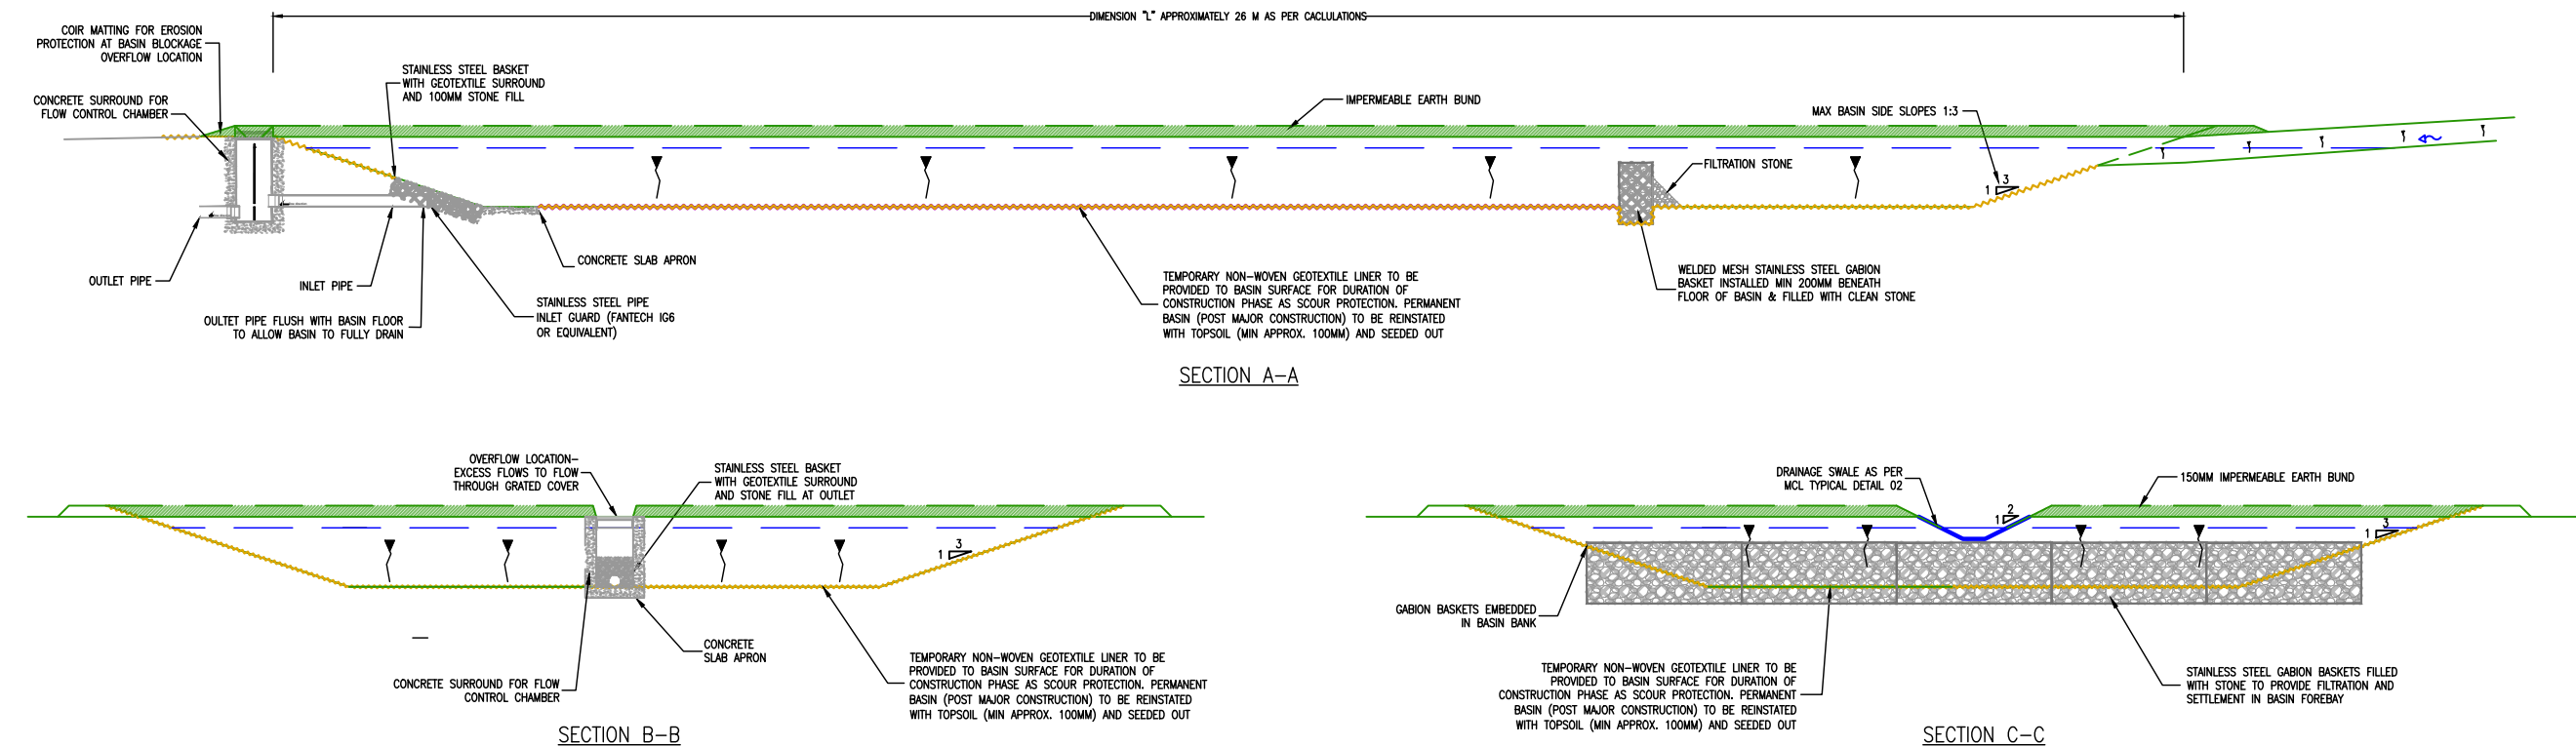 DIMENSION "L" APPROXIMATELY 26 M AS PER CACLULATIONS
COIR MATTING FOR EROSION
PROTECTION AT BASIN BLOCKAGE
OVERFLOW LOCATION
CONCRETE SURROUND FOR
FLOW CONTROL CHAMBER
STAINLESS STEEL BASKET
WITH GEOTEXTILE SURROUND
AND 100MM STONE FILL
IMPERMEABLE EARTH BUND
MAX BASIN SIDE SLOPES 1:3
3
1
FILTRATION STONE
OUTLET PIPE
INLET PIPE
OULTET PIPE FLUSH WITH BASIN FLOOR
TO ALLOW BASIN TO FULLY DRAIN
CONCRETE SLAB APRON
STAINLESS STEEL PIPE
INLET GUARD (FANTECH IG6
OR EQUIVALENT)
TEMPORARY NON-WOVEN GEOTEXTILE LINER TO BE
PROVIDED TO BASIN SURFACE FOR DURATION OF
CONSTRUCTION PHASE AS SCOUR PROTECTION. PERMANENT
BASIN (POST MAJOR CONSTRUCTION) TO BE REINSTATED
WITH TOPSOIL (MIN APPROX. 100MM) AND SEEDED OUT
WELDED MESH STAINLESS STEEL GABION
BASKET INSTALLED MIN 200MM BENEATH
FLOOR OF BASIN & FILLED WITH CLEAN STONE
SECTION A-A
OVERFLOW LOCATION-
EXCESS FLOWS TO FLOW
THROUGH GRATED COVER
STAINLESS STEEL BASKET
WITH GEOTEXTILE SURROUND
AND STONE FILL AT OUTLET
3
1
CONCRETE SURROUND FOR FLOW
CONTROL CHAMBER
CONCRETE
SLAB APRON
TEMPORARY NON-WOVEN GEOTEXTILE LINER TO BE
PROVIDED TO BASIN SURFACE FOR DURATION OF
CONSTRUCTION PHASE AS SCOUR PROTECTION. PERMANENT
BASIN (POST MAJOR CONSTRUCTION) TO BE REINSTATED
WITH TOPSOIL (MIN APPROX. 100MM) AND SEEDED OUT
SECTION B-B
DRAINAGE SWALE AS PER
MCL TYPICAL DETAIL 02
150MM IMPERMEABLE EARTH BUND
2
1
3
1
GABION BASKETS EMBEDDED
IN BASIN BANK
TEMPORARY NON-WOVEN GEOTEXTILE LINER TO BE
PROVIDED TO BASIN SURFACE FOR DURATION OF
CONSTRUCTION PHASE AS SCOUR PROTECTION. PERMANENT
BASIN (POST MAJOR CONSTRUCTION) TO BE REINSTATED
WITH TOPSOIL (MIN APPROX. 100MM) AND SEEDED OUT
STAINLESS STEEL GABION BASKETS FILLED
WITH STONE TO PROVIDE FILTRATION AND
SETTLEMENT IN BASIN FOREBAY
SECTION C-C